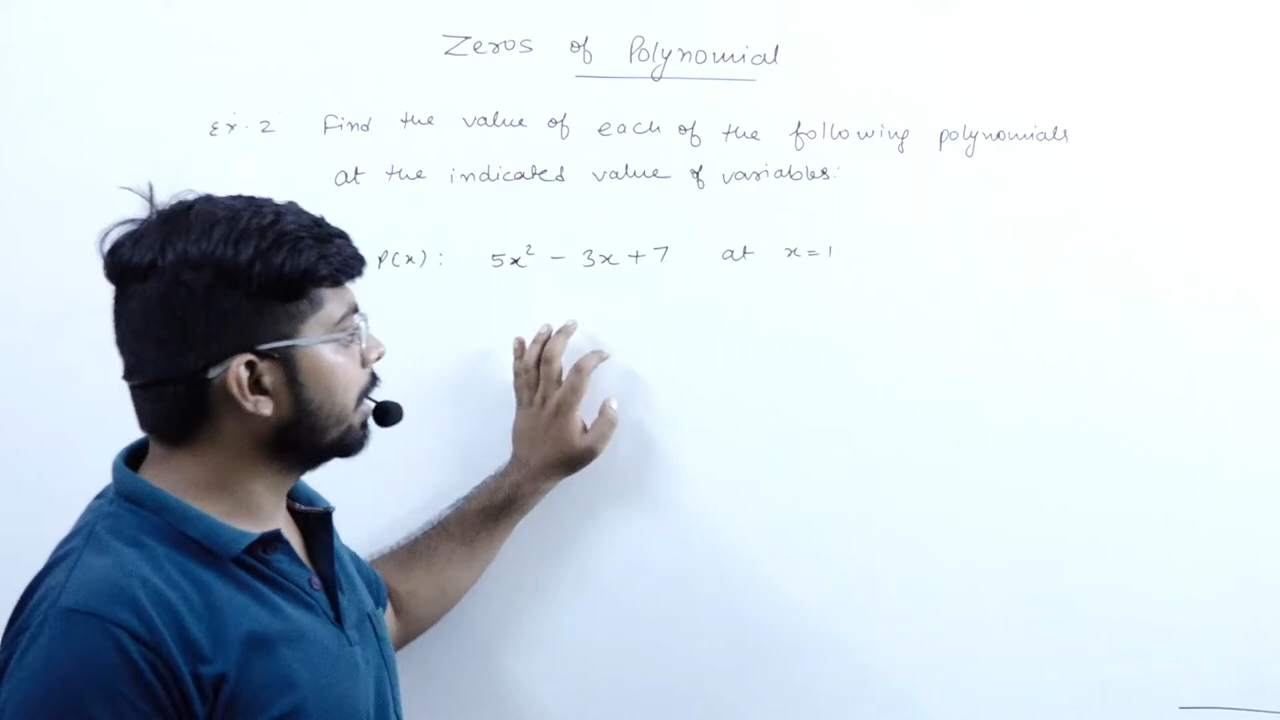 Zeros of Polynomial
Ex. 2 Find the value of each of the following polynomials
at the indicated value of variables:
P(x) : 5x² - 3x + 7 at x = 1